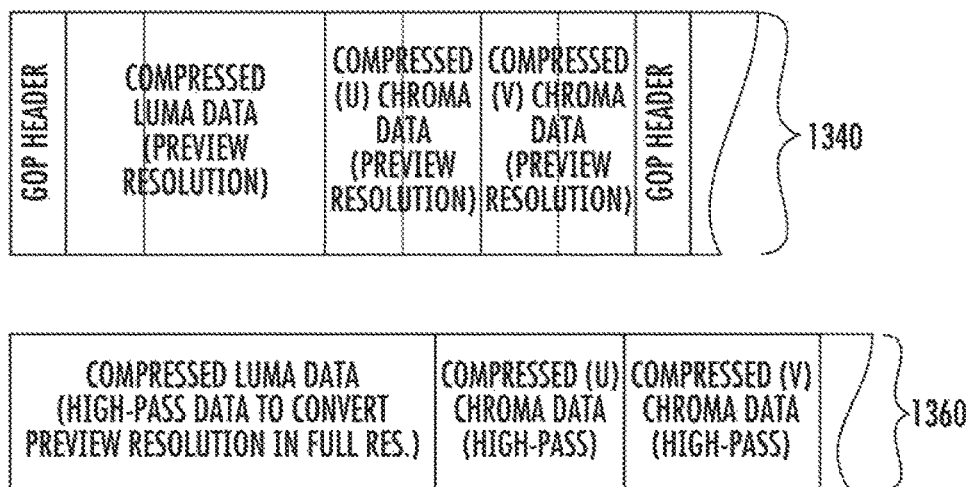 GOP HEADER
COMPRESSED
LUMA DATA
(PREVIEW
RESOLUTION)
COMPRESSED
(U) CHROMA
DATA
(PREVIEW
RESOLUTION)
COMPRESSED
(V) CHROMA
DATA
(PREVIEW
RESOLUTION)
GOP HEADER
1340
COMPRESSED LUMA DATA
(HIGH-PASS DATA TO CONVERT
PREVIEW RESOLUTION IN FULL RES.)
COMPRESSED (U)
CHROMA DATA
(HIGH-PASS)
COMPRESSED (V)
CHROMA DATA
(HIGH-PASS)
1360